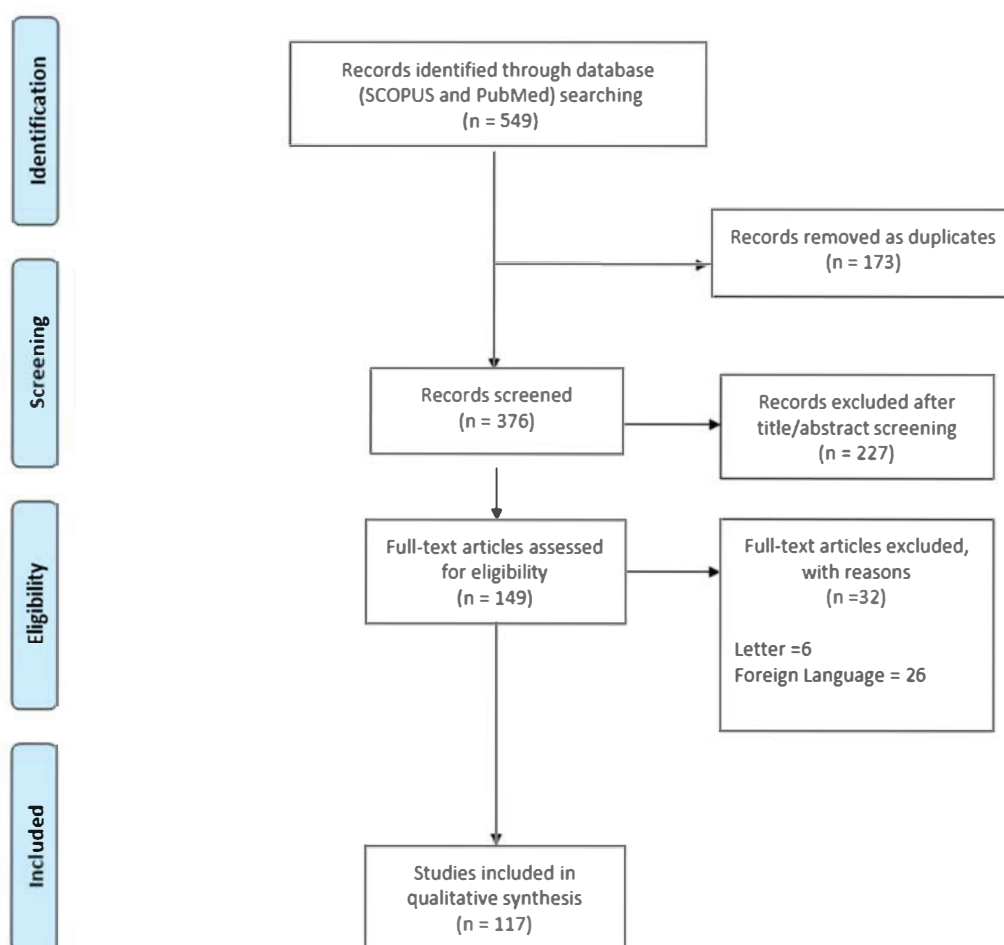 Identification
Records identified through database
(SCOPUS and PubMed) searching
(n = 549)
Records removed as duplicates
(n = 173)
Screening
Records screened
(n = 376)
Records excluded after
title/abstract screening
(n = 227)
Eligibility
Full-text articles assessed
for eligibility
(n = 149)
Full-text articles excluded,
with reasons
(n =32)
Letter =6
Foreign Language = 26
Included
Studies included in
qualitative synthesis
(n = 117)